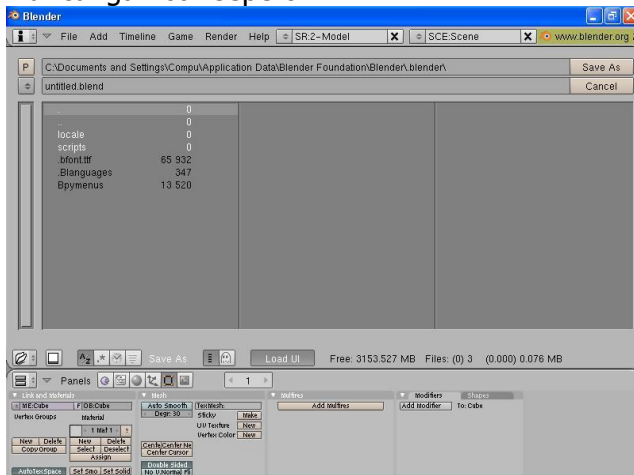 Blender
File Add Timeline Game Render Help SR:2-Model X SCE:Scene X www.blender.org
P C:\Documents and Settings\Compu\Application Data\Blender Foundation\Blender\.blender\ Save As
untitled.blend Cancel
. 0
.. 0
locale 0
scripts 0
.bfont.ttf 65 932
.Blanguages 347
Bpymenus 13 520
Save As Load UI Free: 3153.527 MB Files: (0) 3 (0.000) 0.076 MB
Panels 1
Link and Materials Mesh Multires Modifiers Shapes
ME:Cube F OB:Cube Auto Smooth TexMesh: Add Multires Add Modifier To: Cube
Vertex Groups Material Degr: 30 Sticky Make
1 Mat 1 ? UV Texture New
New Delete New Delete Vertex Color New
Copy Group Select Deselect
Assign Center Cursor
AutoTexSpace Set Smo Set Solid Double Sided